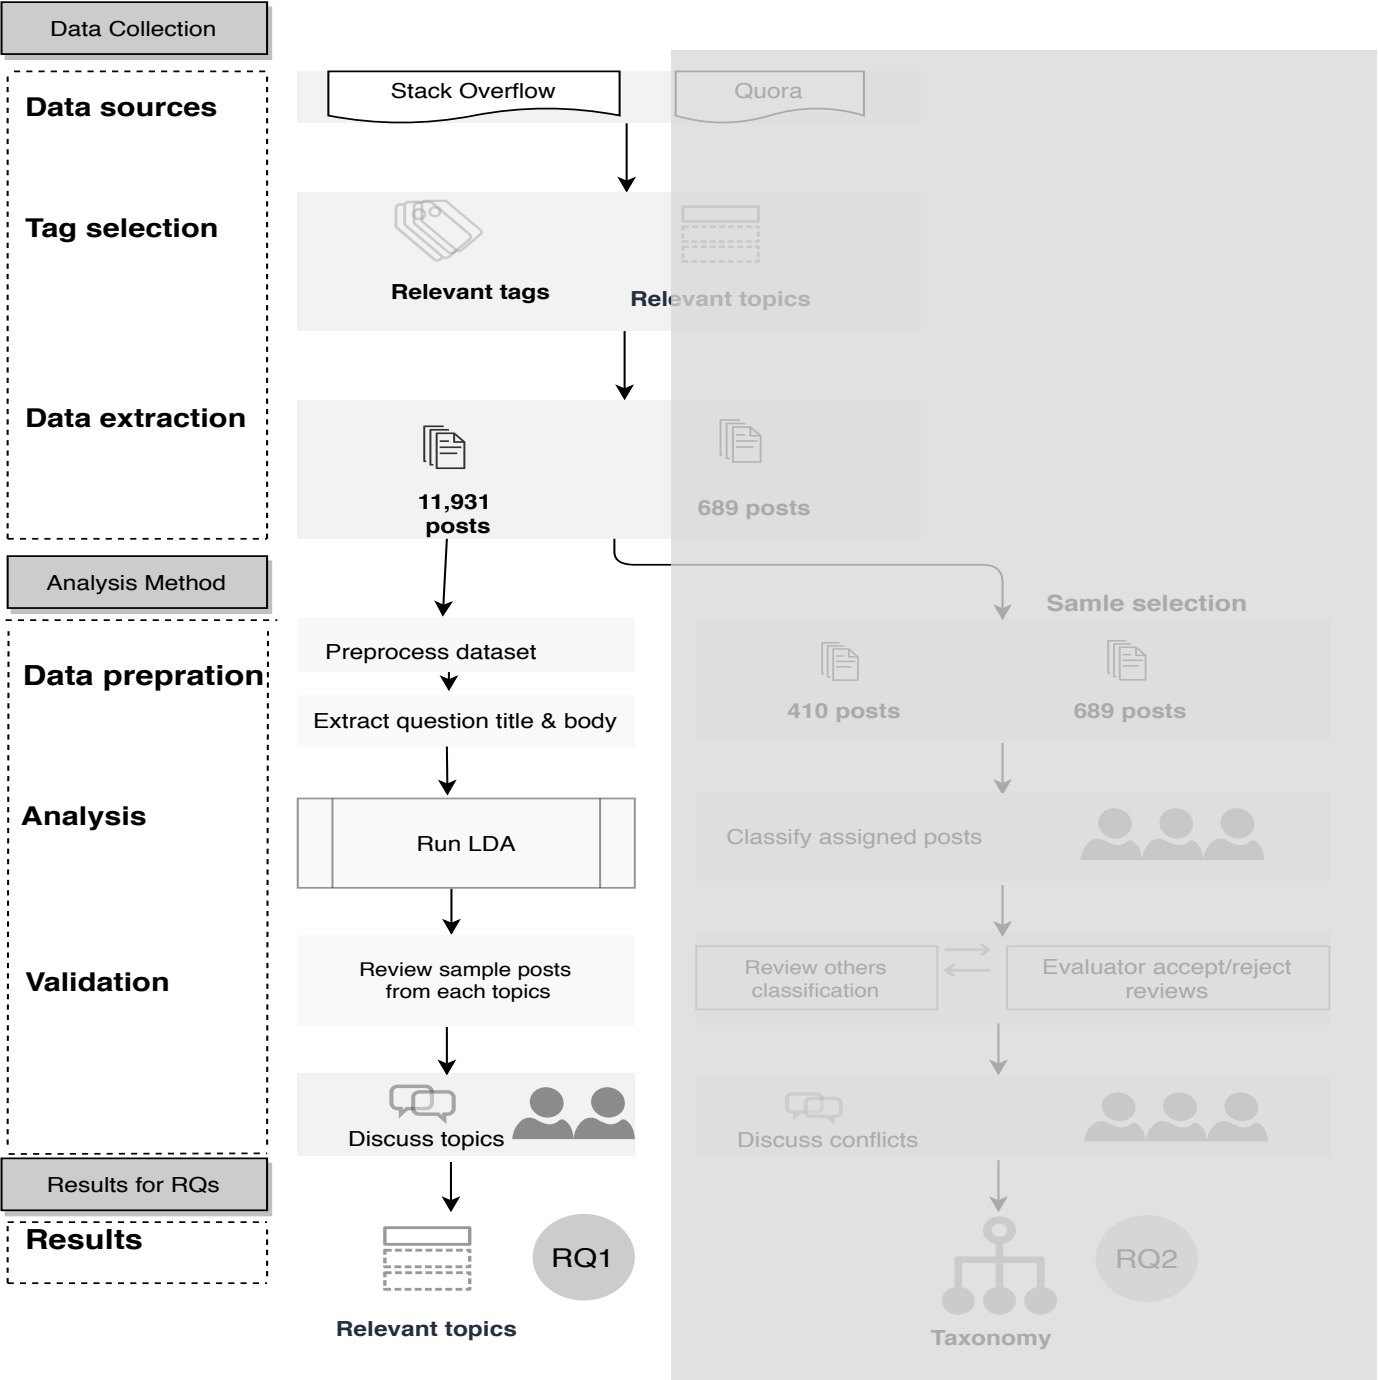 Data Collection
Data sources
Stack Overflow
Quora
Tag selection
Relevant tags
Relevant topics
Data extraction
11,931
posts
689 posts
Analysis Method
Samle selection
Data prepration
Preprocess dataset
410 posts
689 posts
Extract question title & body
Analysis
Run LDA
Classify assigned posts
Validation
Review sample posts
from each topics
Review others
classification
Evaluator accept/reject
reviews
Discuss topics
Discuss conflicts
Results for RQs
Results
RQ1
RQ2
Relevant topics
Taxonomy